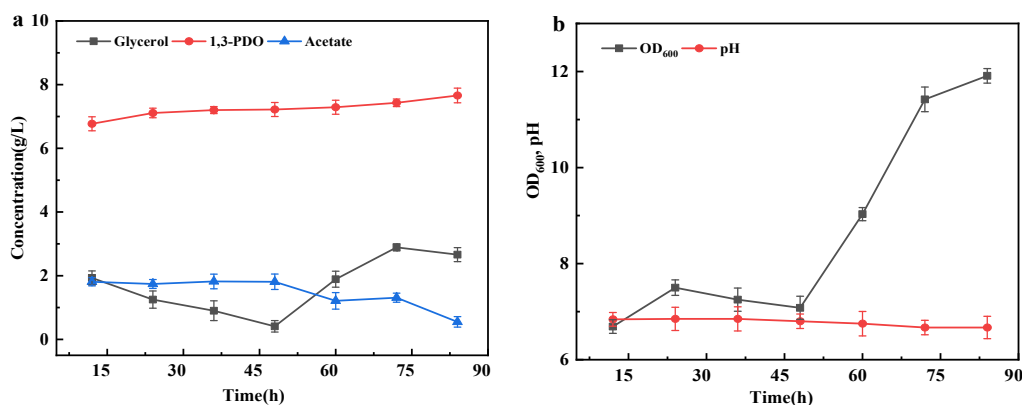 a
Glycerol 1,3-PDO Acetate
10
8
6
4
2
0
Concentration(g/L)
15 30 45 60 75 90
Time(h)
b
OD₆₀₀ pH
12
10
8
6
OD₆₀₀, pH
15 30 45 60 75 90
Time(h)